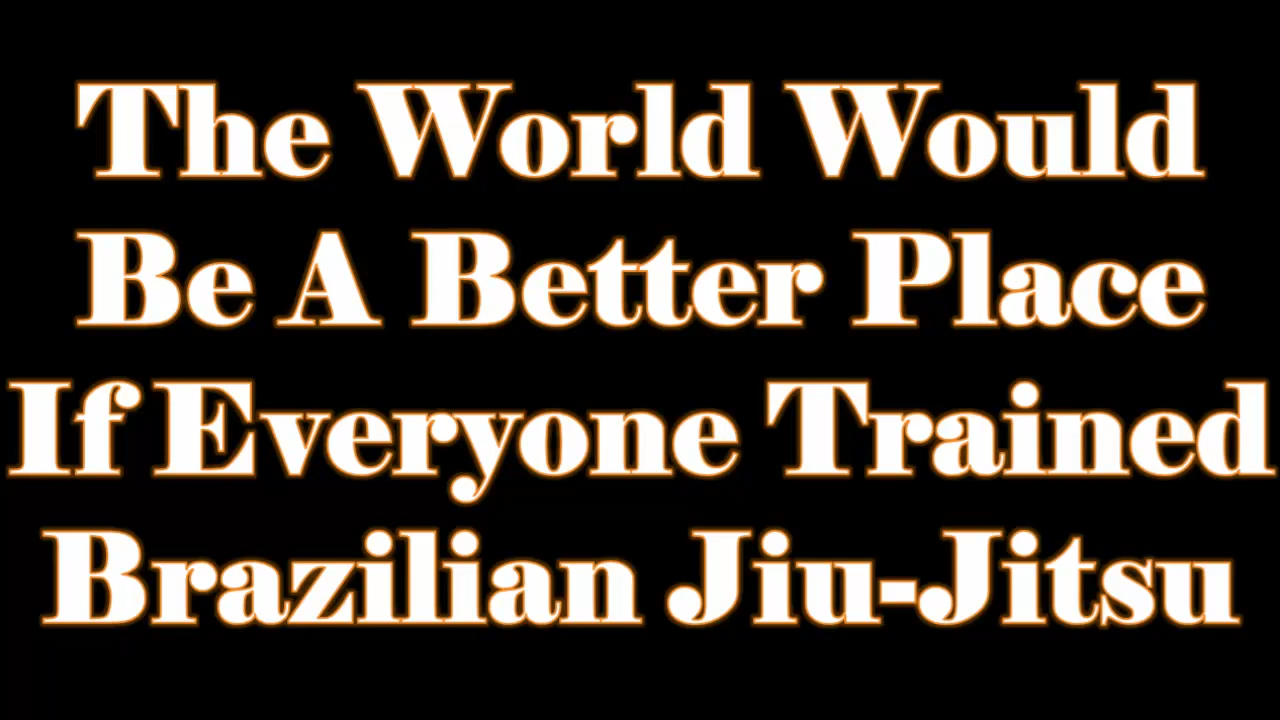 The World Would
Be A Better Place
If Everyone Trained
Brazilian Jiu-Jitsu